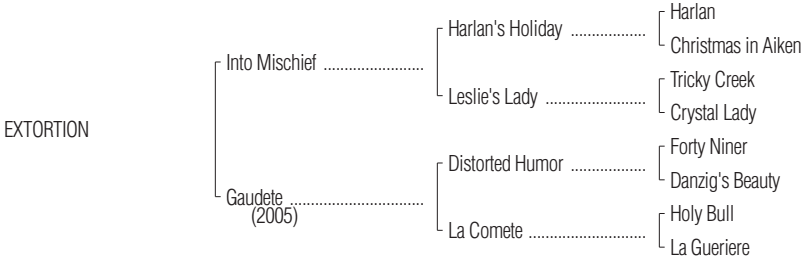 Harlan
Harlan's Holiday ....................
Christmas in Aiken
Into Mischief ..........................
Tricky Creek
Leslie's Lady ..........................
Crystal Lady
EXTORTION
Forty Niner
Distorted Humor ....................
Danzig's Beauty
Gaudete ...................................
(2005)
Holy Bull
La Comete ...............................
La Gueriere